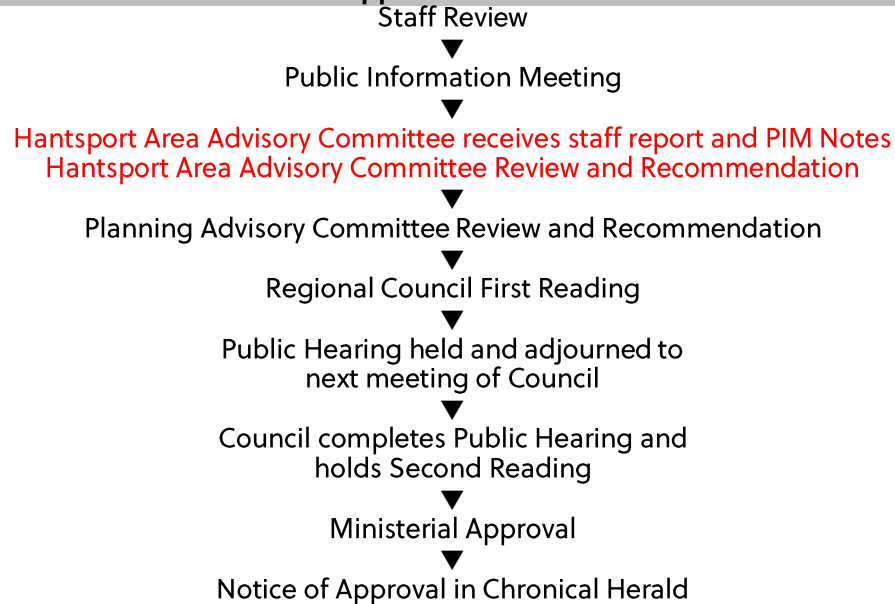 Staff Review
Public Information Meeting
Hantsport Area Advisory Committee receives staff report and PIM Notes
Hantsport Area Advisory Committee Review and Recommendation
Planning Advisory Committee Review and Recommendation
Regional Council First Reading
Public Hearing held and adjourned to
next meeting of Council
Council completes Public Hearing and
holds Second Reading
Ministerial Approval
Notice of Approval in Chronical Herald